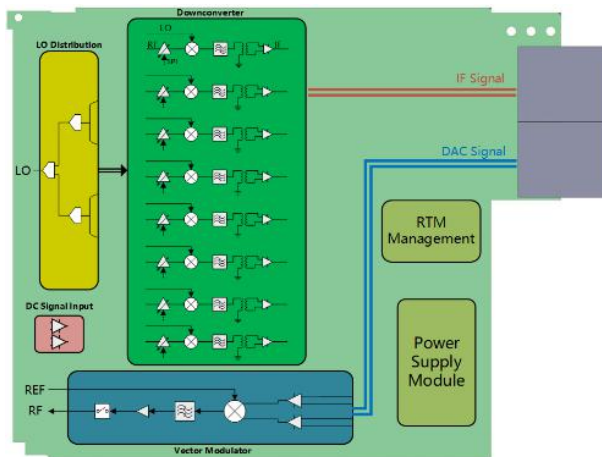 Downconverter
LO Distribution
LO
RF
IF
SPI
IF Signal
DAC Signal
LO
RTM
Management
DC Signal Input
Power
Supply
Module
REF
RF
Vector Modulator